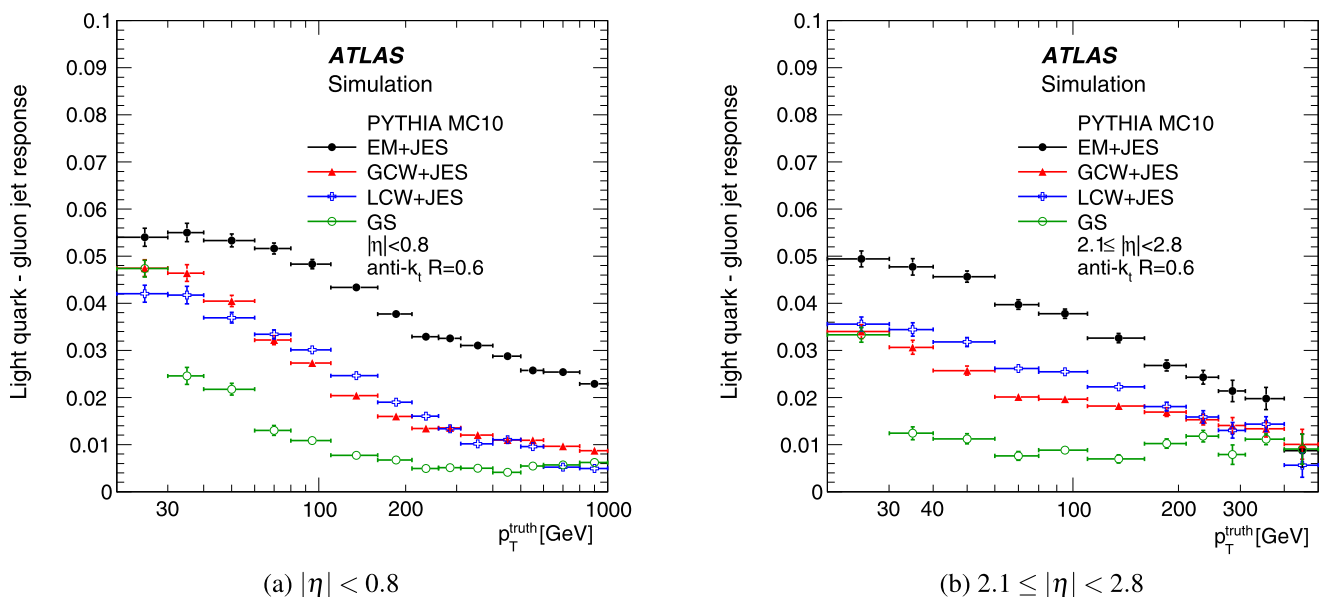 Light quark - gluon jet response
0.1
0.09
0.08
0.07
0.06
0.05
0.04
0.03
0.02
0.01
0
ATLAS
Simulation
PYTHIA MC10
EM+JES
GCW+JES
LCW+JES
GS
|η|<0.8
anti-kt R=0.6
30 100 200 1000
pTtruth[GeV]
(a) |η| < 0.8
Light quark - gluon jet response
0.1
0.09
0.08
0.07
0.06
0.05
0.04
0.03
0.02
0.01
0
ATLAS
Simulation
PYTHIA MC10
EM+JES
GCW+JES
LCW+JES
GS
2.1≤ |η|<2.8
anti-kt R=0.6
30 40 100 200 300
pTtruth[GeV]
(b) 2.1 ≤ |η| < 2.8